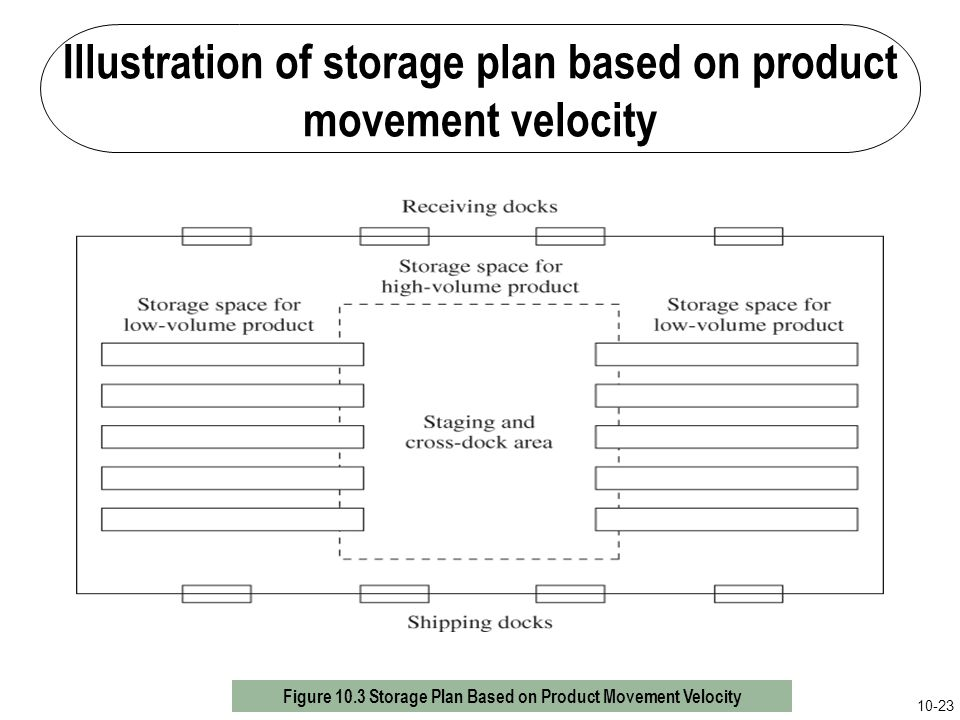 Illustration of storage plan based on product
movement velocity
Receiving docks
Storage space for
high-volume product
Storage space for
low-volume product
Storage space for
low-volume product
Staging and
cross-dock area
Shipping docks
Figure 10.3 Storage Plan Based on Product Movement Velocity
10-23